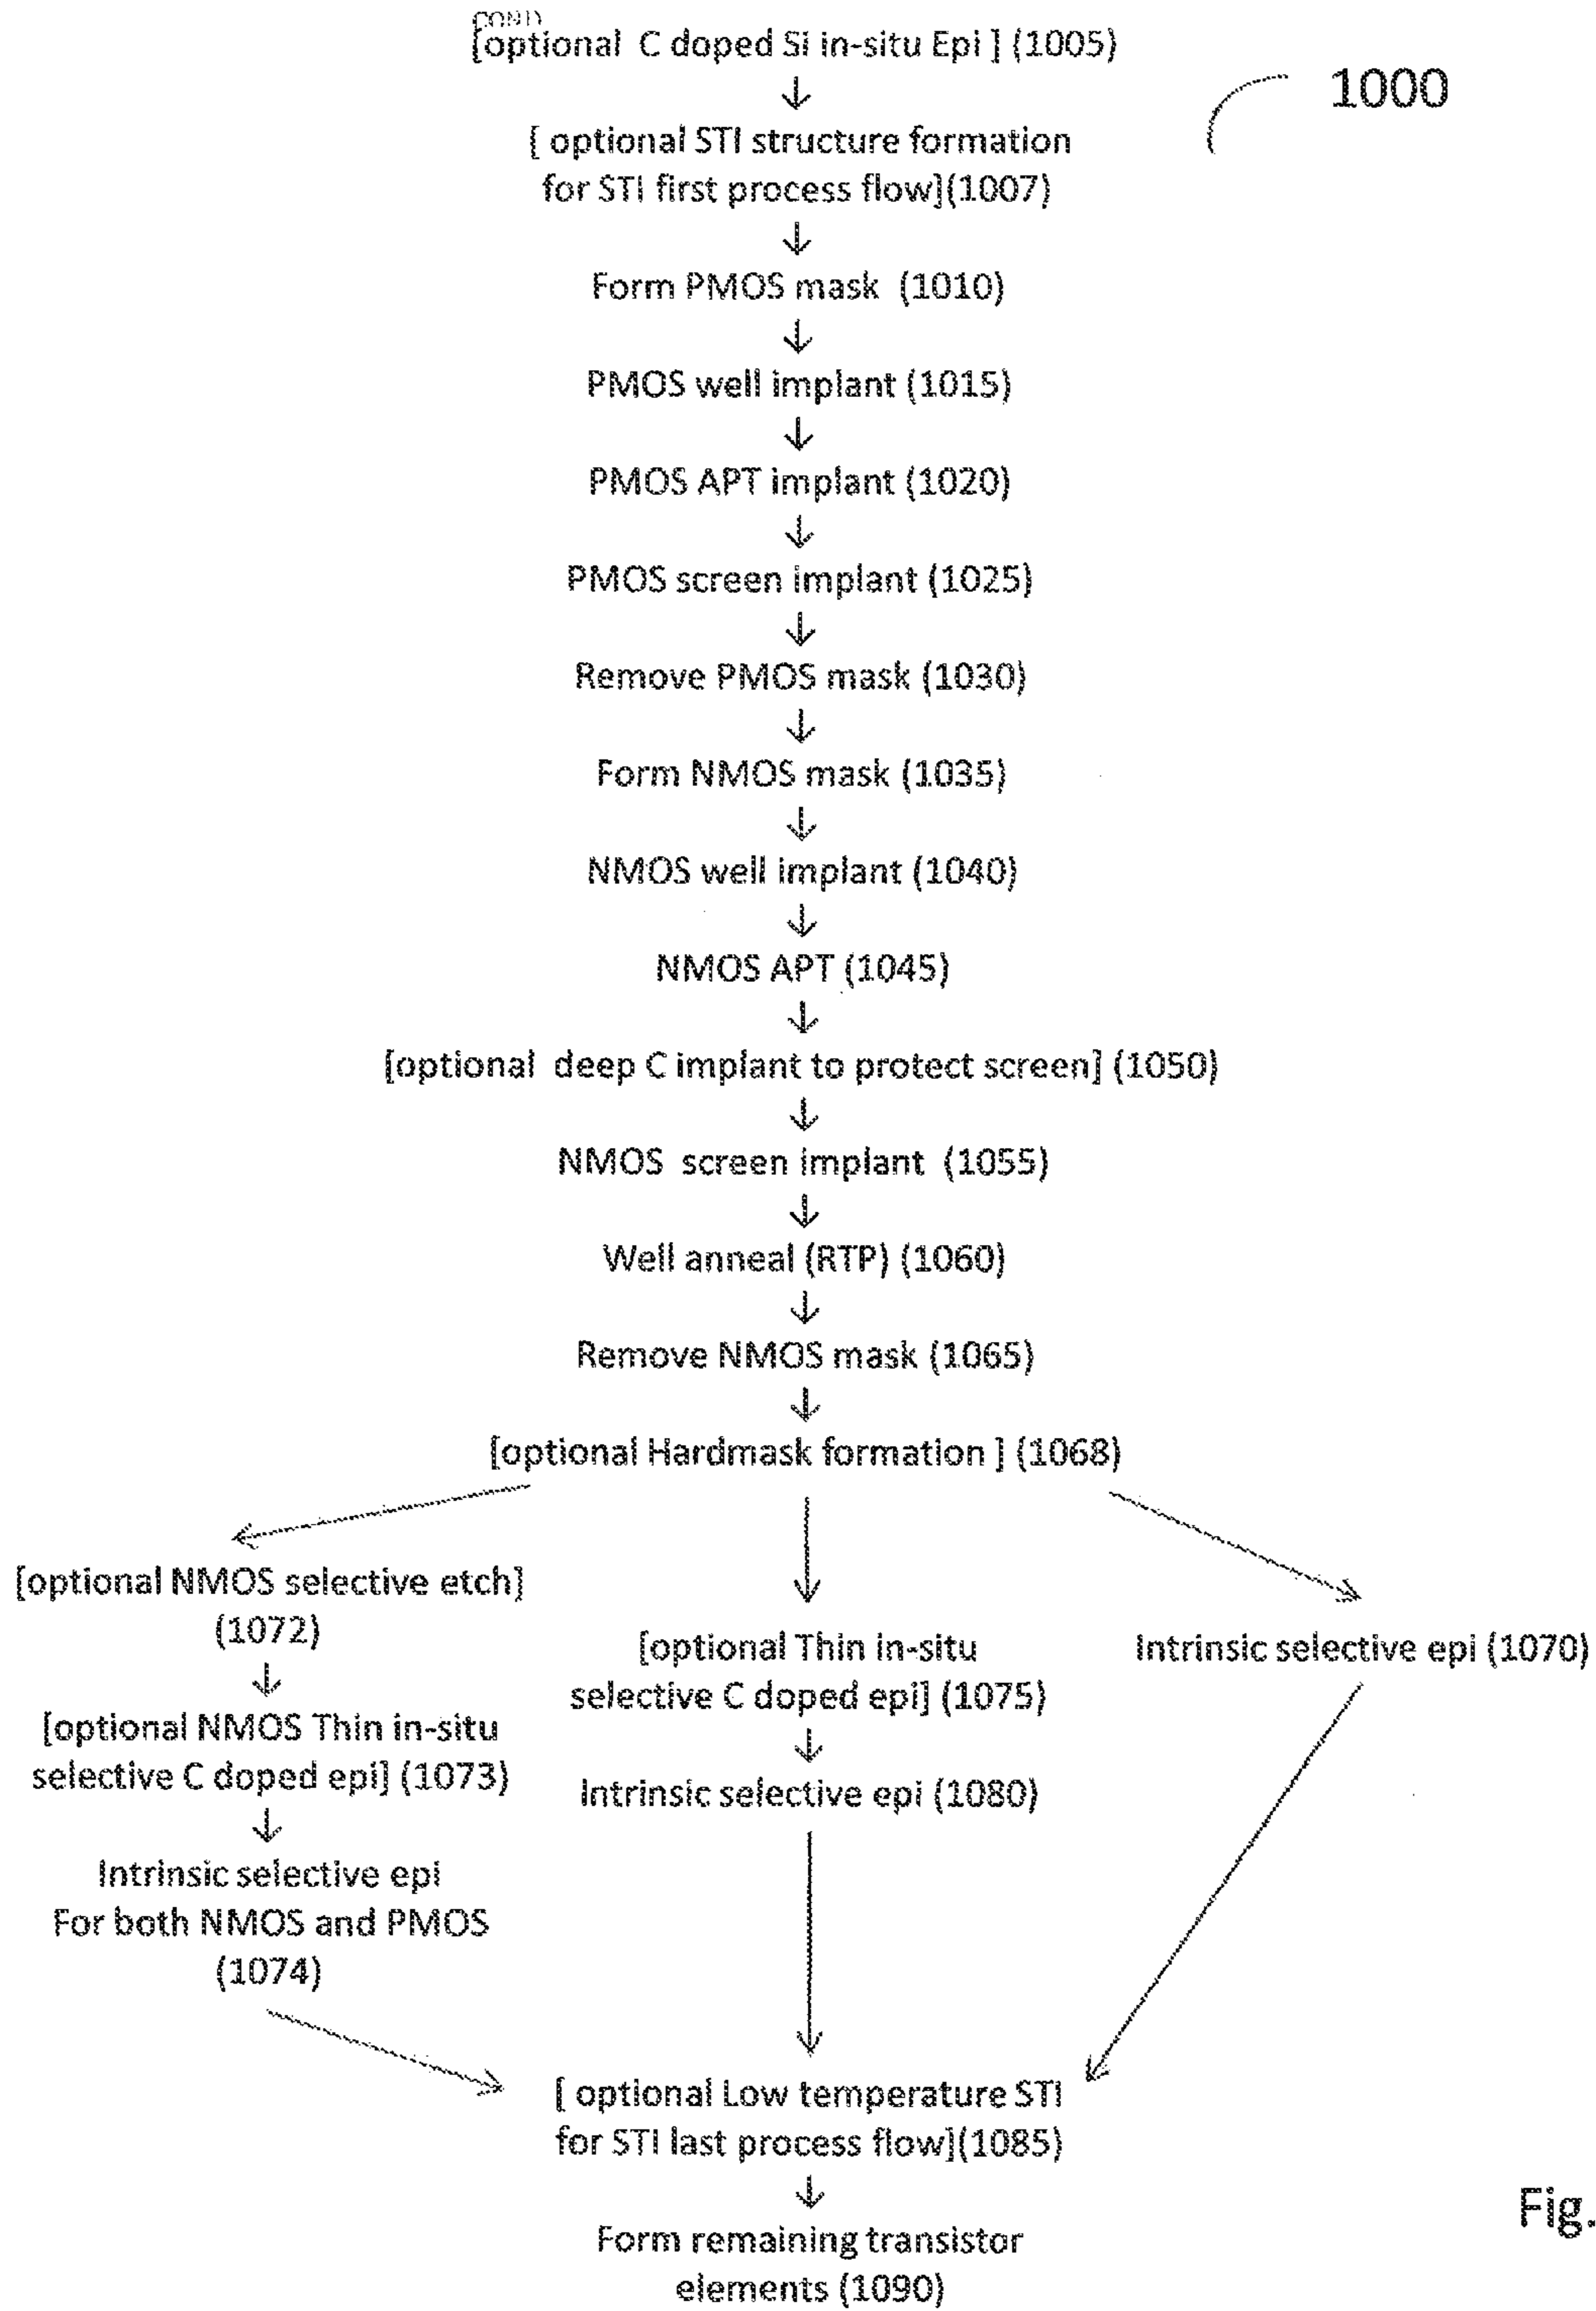 [optional C doped Si in-situ Epi ] (1005)
1000
[ optional STI structure formation
for STI first process flow](1007)
Form PMOS mask (1010)
PMOS well implant (1015)
PMOS APT implant (1020)
PMOS screen implant (1025)
Remove PMOS mask (1030)
Form NMOS mask (1035)
NMOS well implant (1040)
NMOS APT (1045)
[optional deep C implant to protect screen] (1050)
NMOS screen implant (1055)
Well anneal (RTP) (1060)
Remove NMOS mask (1065)
[optional Hardmask formation ] (1068)
[optional NMOS selective etch]
(1072)
[optional NMOS Thin in-situ
selective C doped epi] (1073)
Intrinsic selective epi
For both NMOS and PMOS
(1074)
[optional Thin in-situ
selective C doped epi] (1075)
Intrinsic selective epi (1080)
Intrinsic selective epi (1070)
[ optional Low temperature STI
for STI last process flow](1085)
Form remaining transistor
elements (1090)
Fig.